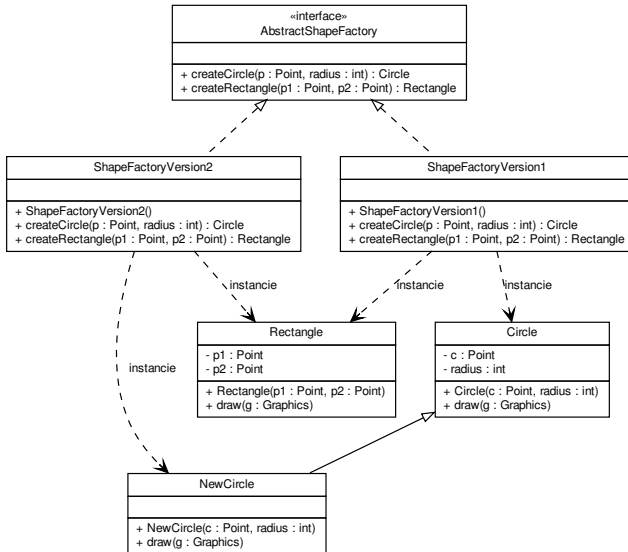 «interface»
AbstractShapeFactory
+ createCircle(p : Point, radius : int) : Circle
+ createRectangle(p1 : Point, p2 : Point) : Rectangle
ShapeFactoryVersion2
+ ShapeFactoryVersion2()
+ createCircle(p : Point, radius : int) : Circle
+ createRectangle(p1 : Point, p2 : Point) : Rectangle
ShapeFactoryVersion1
+ ShapeFactoryVersion1()
+ createCircle(p : Point, radius : int) : Circle
+ createRectangle(p1 : Point, p2 : Point) : Rectangle
instancie
instancie
instancie
Rectangle
- p1 : Point
- p2 : Point
+ Rectangle(p1 : Point, p2 : Point)
+ draw(g : Graphics)
Circle
- c : Point
- radius : int
+ Circle(c : Point, radius : int)
+ draw(g : Graphics)
instancie
NewCircle
+ NewCircle(c : Point, radius : int)
+ draw(g : Graphics)